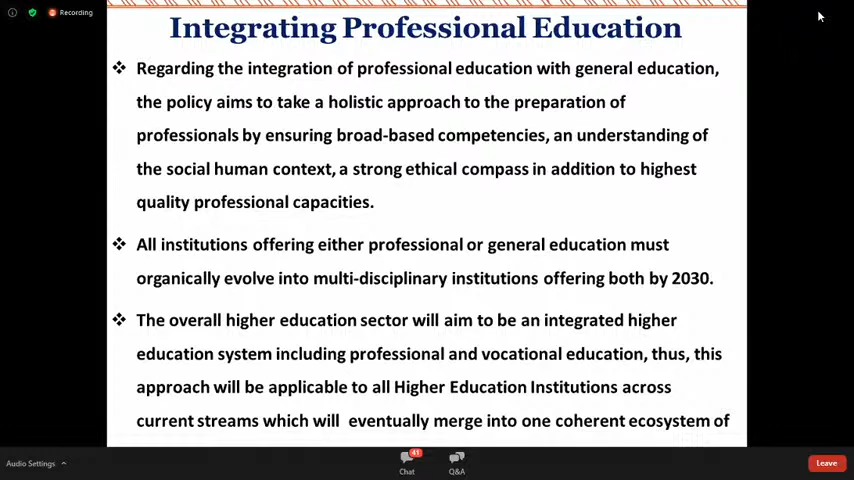 Recording
Integrating Professional Education
❖ Regarding the integration of professional education with general education,
the policy aims to take a holistic approach to the preparation of
professionals by ensuring broad-based competencies, an understanding of
the social human context, a strong ethical compass in addition to highest
quality professional capacities.
❖ All institutions offering either professional or general education must
organically evolve into multi-disciplinary institutions offering both by 2030.
❖ The overall higher education sector will aim to be an integrated higher
education system including professional and vocational education, thus, this
approach will be applicable to all Higher Education Institutions across
current streams which will eventually merge into one coherent ecosystem of
Audio Settings
41
Chat
Q&A
Leave